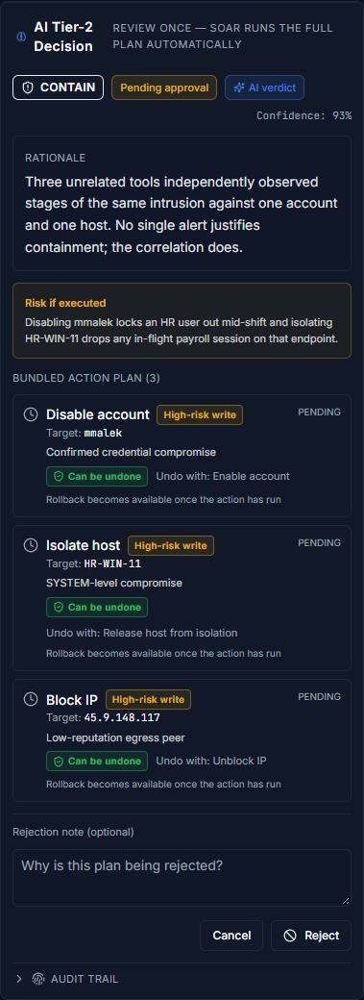 AI Tier-2
Decision
REVIEW ONCE — SOAR RUNS THE FULL
PLAN AUTOMATICALLY
CONTAIN
Pending approval
AI verdict
Confidence: 93%
RATIONALE
Three unrelated tools independently observed
stages of the same intrusion against one account
and one host. No single alert justifies
containment; the correlation does.
Risk if executed
Disabling mmalek locks an HR user out mid-shift and isolating
HR-WIN-11 drops any in-flight payroll session on that endpoint.
BUNDLED ACTION PLAN (3)
Disable account
High-risk write
PENDING
Target: mmalek
Confirmed credential compromise
Can be undone
Undo with: Enable account
Rollback becomes available once the action has run
Isolate host
High-risk write
PENDING
Target: HR-WIN-11
SYSTEM-level compromise
Can be undone
Undo with: Release host from isolation
Rollback becomes available once the action has run
Block IP
High-risk write
PENDING
Target: 45.9.148.117
Low-reputation egress peer
Can be undone
Undo with: Unblock IP
Rollback becomes available once the action has run
Rejection note (optional)
Why is this plan being rejected?
Cancel
Reject
AUDIT TRAIL